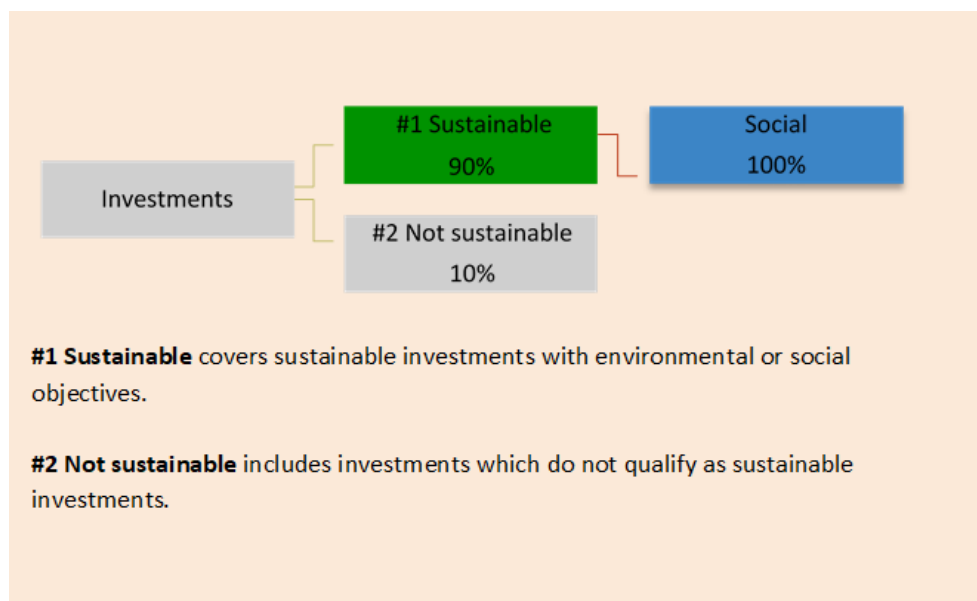 #1 Sustainable
90%
Social
100%
Investments
#2 Not sustainable
10%
#1 Sustainable covers sustainable investments with environmental or social
objectives.
#2 Not sustainable includes investments which do not qualify as sustainable
investments.